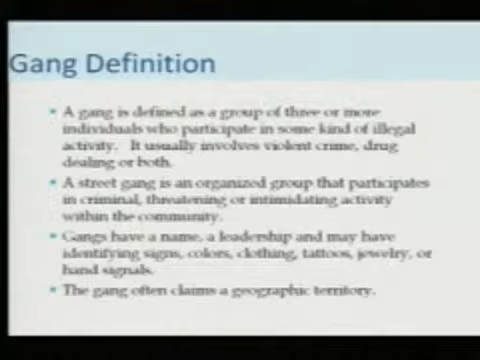 Gang Definition
A gang is defined as a group of three or more
individuals who participate in some kind of illegal
activity. It usually involves violent crime, drug
dealing or both.
A street gang is an organized group that participates
in criminal, threatening or intimidating activity
within the community.
Gangs have a name, a leadership and may have
identifying signs, colors, clothing, tattoos, jewelry, or
hand signals.
The gang often claims a geographic territory.